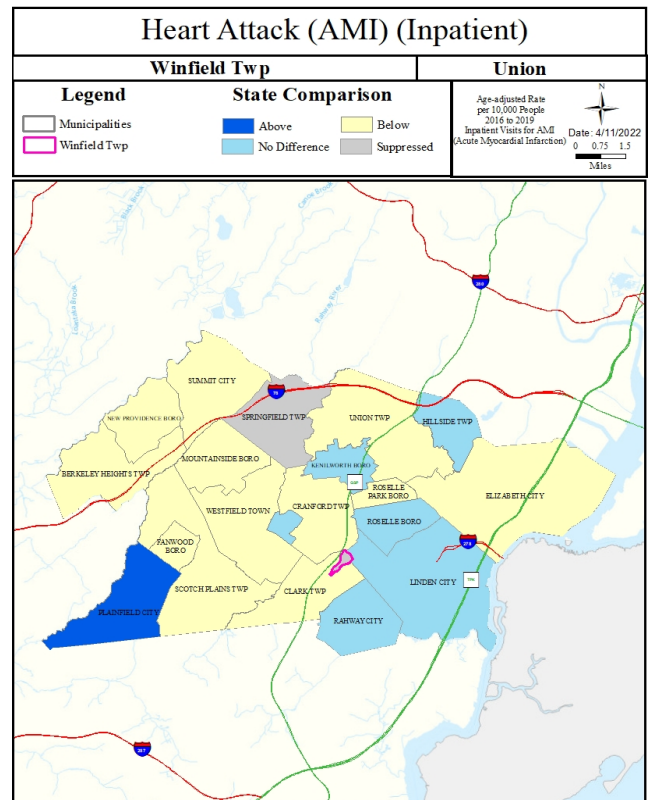 Heart Attack (AMI) (Inpatient)
Winfield Twp
Union
Legend
Municipalities
Winfield Twp
State Comparison
Above
Below
No Difference
Suppressed
Age-adjusted Rate
per 10,000 People
2016 to 2019
Inpatient Visits for AMI
(Acute Myocardial Infarction)
N
Date: 4/11/2022
0 0.75 1.5
Miles
SUMMIT CITY
78
NEW PROVIDENCE BORO
SPRINGFIELD TWP
UNION TWP
HILLSIDE TWP
MOUNTAINSIDE BORO
KENILWORTH BORO
BERKELEY HEIGHTS TWP
GSP
ROSELLE
PARK BORO
ELIZABETH CITY
WESTFIELD TOWN
CRANFORD TWP
ROSELLE BORO
FANWOOD
BORO
278
SCOTCH PLAINS TWP
CLARK TWP
LINDEN CITY
PLAINFIELD CITY
RAHWAY CITY
287